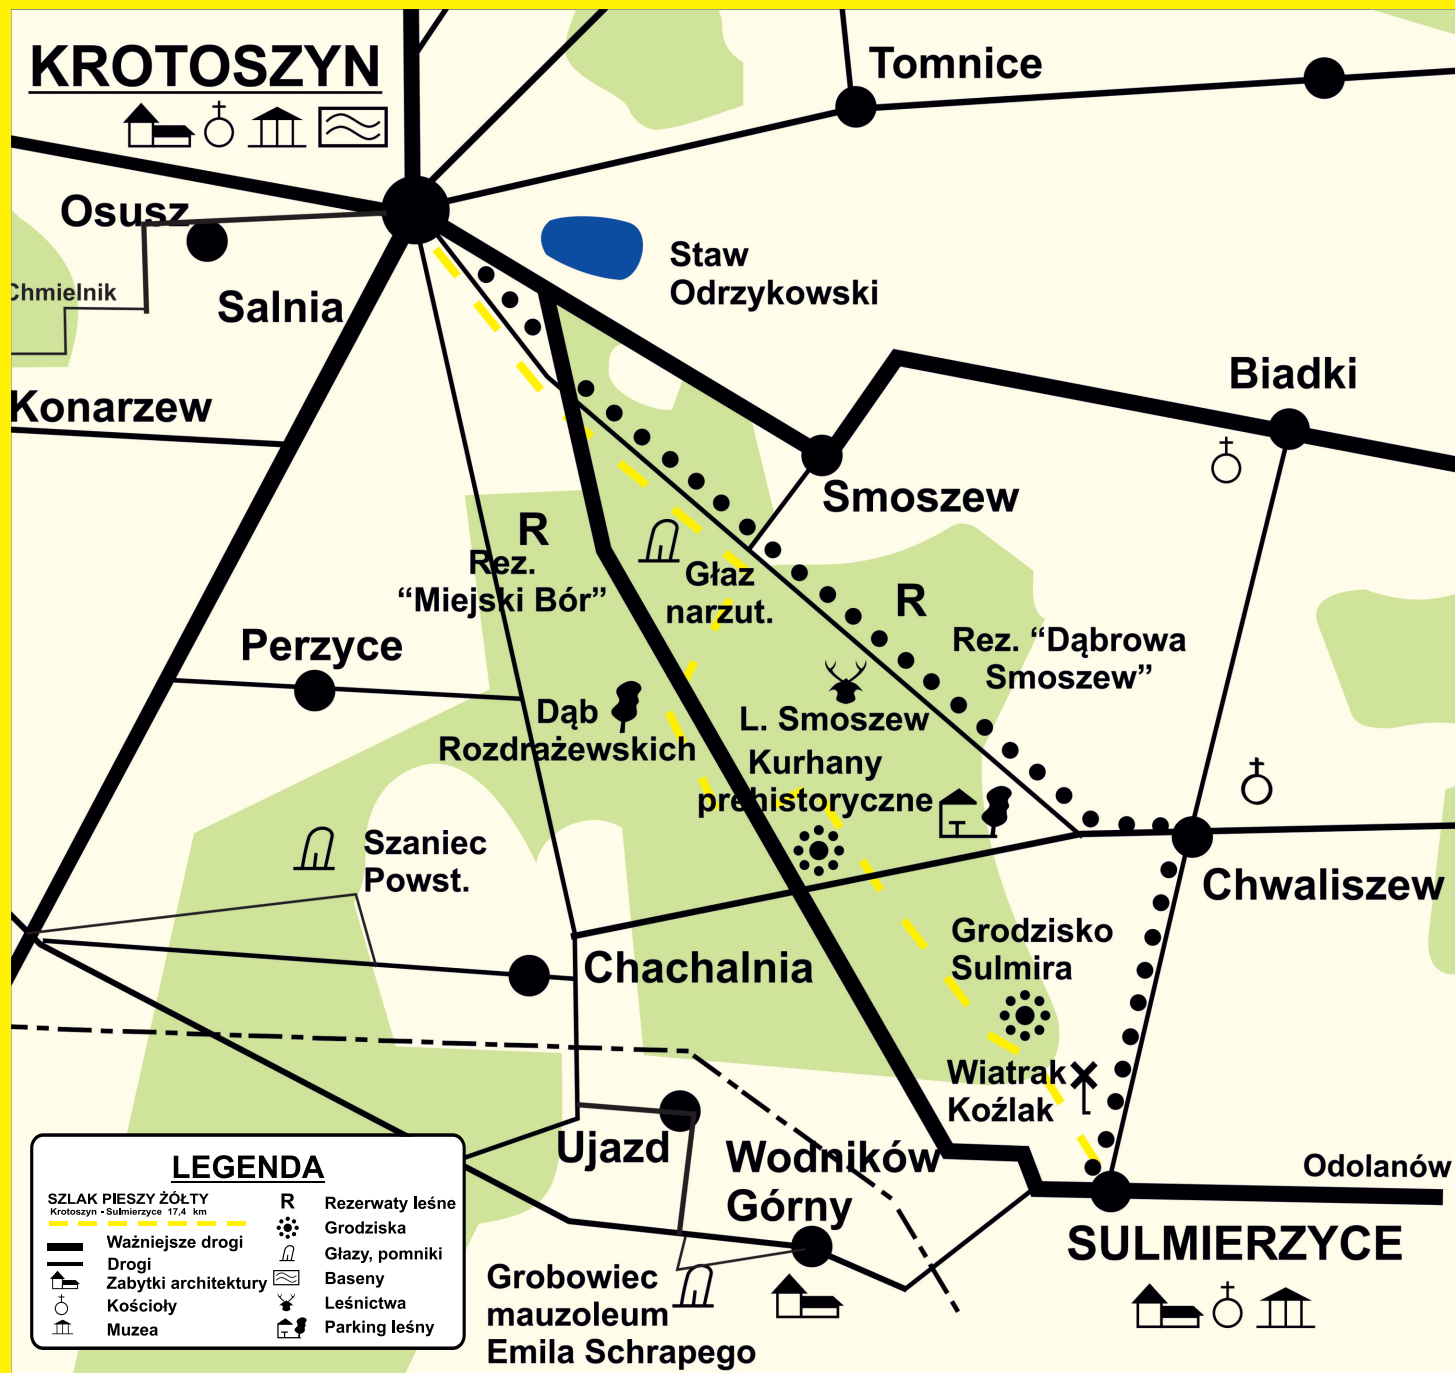 KROTOSZYN
Tomnice
Osusz
Staw
Odrzykowski
Chmielnik
Salnia
Biadki
Konarzew
Smoszew
R
Rez.
“Miejski Bór”
Głaz
narzut.
R
Rez. “Dąbrowa
Smoszew”
Perzyce
Dąb
Rozdrażewskich
L. Smoszew
Kurhany
prehistoryczne
Szaniec
Powst.
Chwaliszew
Grodzisko
Sulmira
Chachalnia
Wiatrak
Koźlak
Ujazd
Wodników
Górny
Odolanów
SULMIERZYCE
Grobowiec
mauzoleum
Emila Schrapego
LEGENDA
SZLAK PIESZY ŻÓŁTY
Krotoszyn - Sulmierzyce 17,4 km
Ważniejsze drogi
Drogi
Zabytki architektury
Kościoły
Muzea
R Rezerwaty leśne
Grodziska
Głazy, pomniki
Baseny
Leśnictwa
Parking leśny